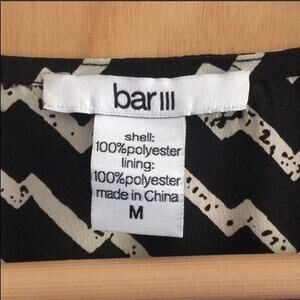 bar III
shell:
100%polyester
lining:
100%polyester
made in China
M